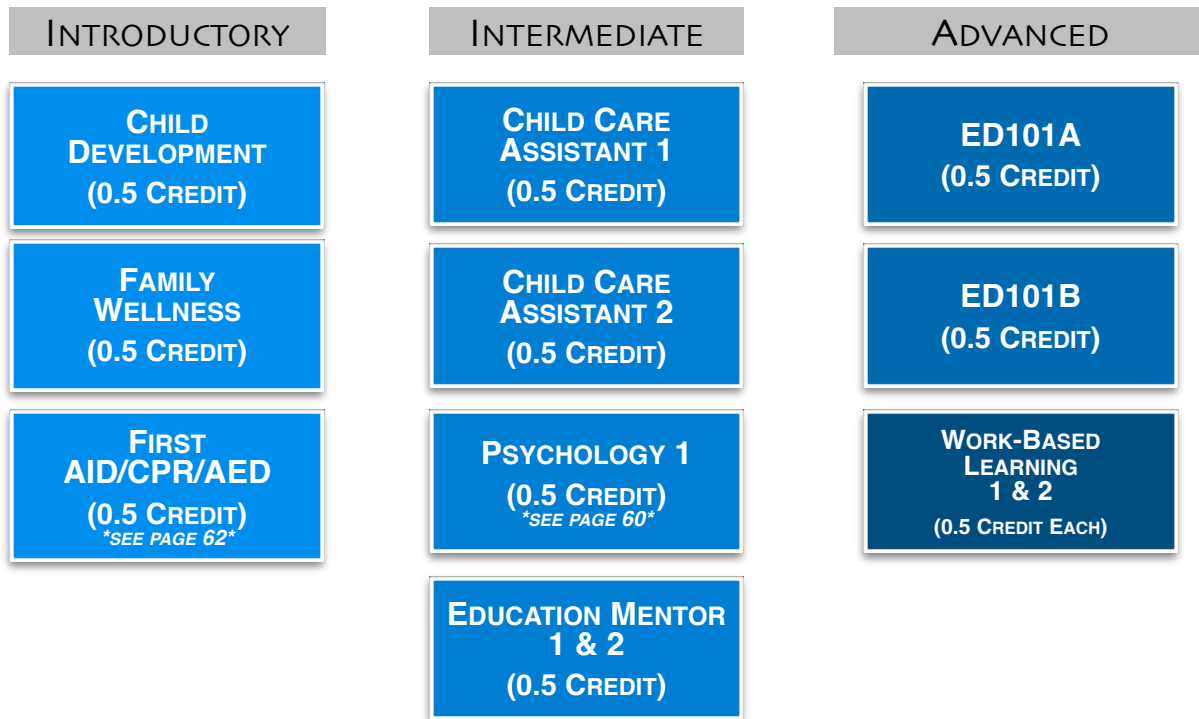 INTRODUCTORY
CHILD
DEVELOPMENT
(0.5 CREDIT)
FAMILY
WELLNESS
(0.5 CREDIT)
FIRST
AID/CPR/AED
(0.5 CREDIT)
*SEE PAGE 62*
INTERMEDIATE
CHILD CARE
ASSISTANT 1
(0.5 CREDIT)
CHILD CARE
ASSISTANT 2
(0.5 CREDIT)
PSYCHOLOGY 1
(0.5 CREDIT)
*SEE PAGE 60*
EDUCATION MENTOR
1 & 2
(0.5 CREDIT)
ADVANCED
ED101A
(0.5 CREDIT)
ED101B
(0.5 CREDIT)
WORK-BASED
LEARNING
1 & 2
(0.5 CREDIT EACH)